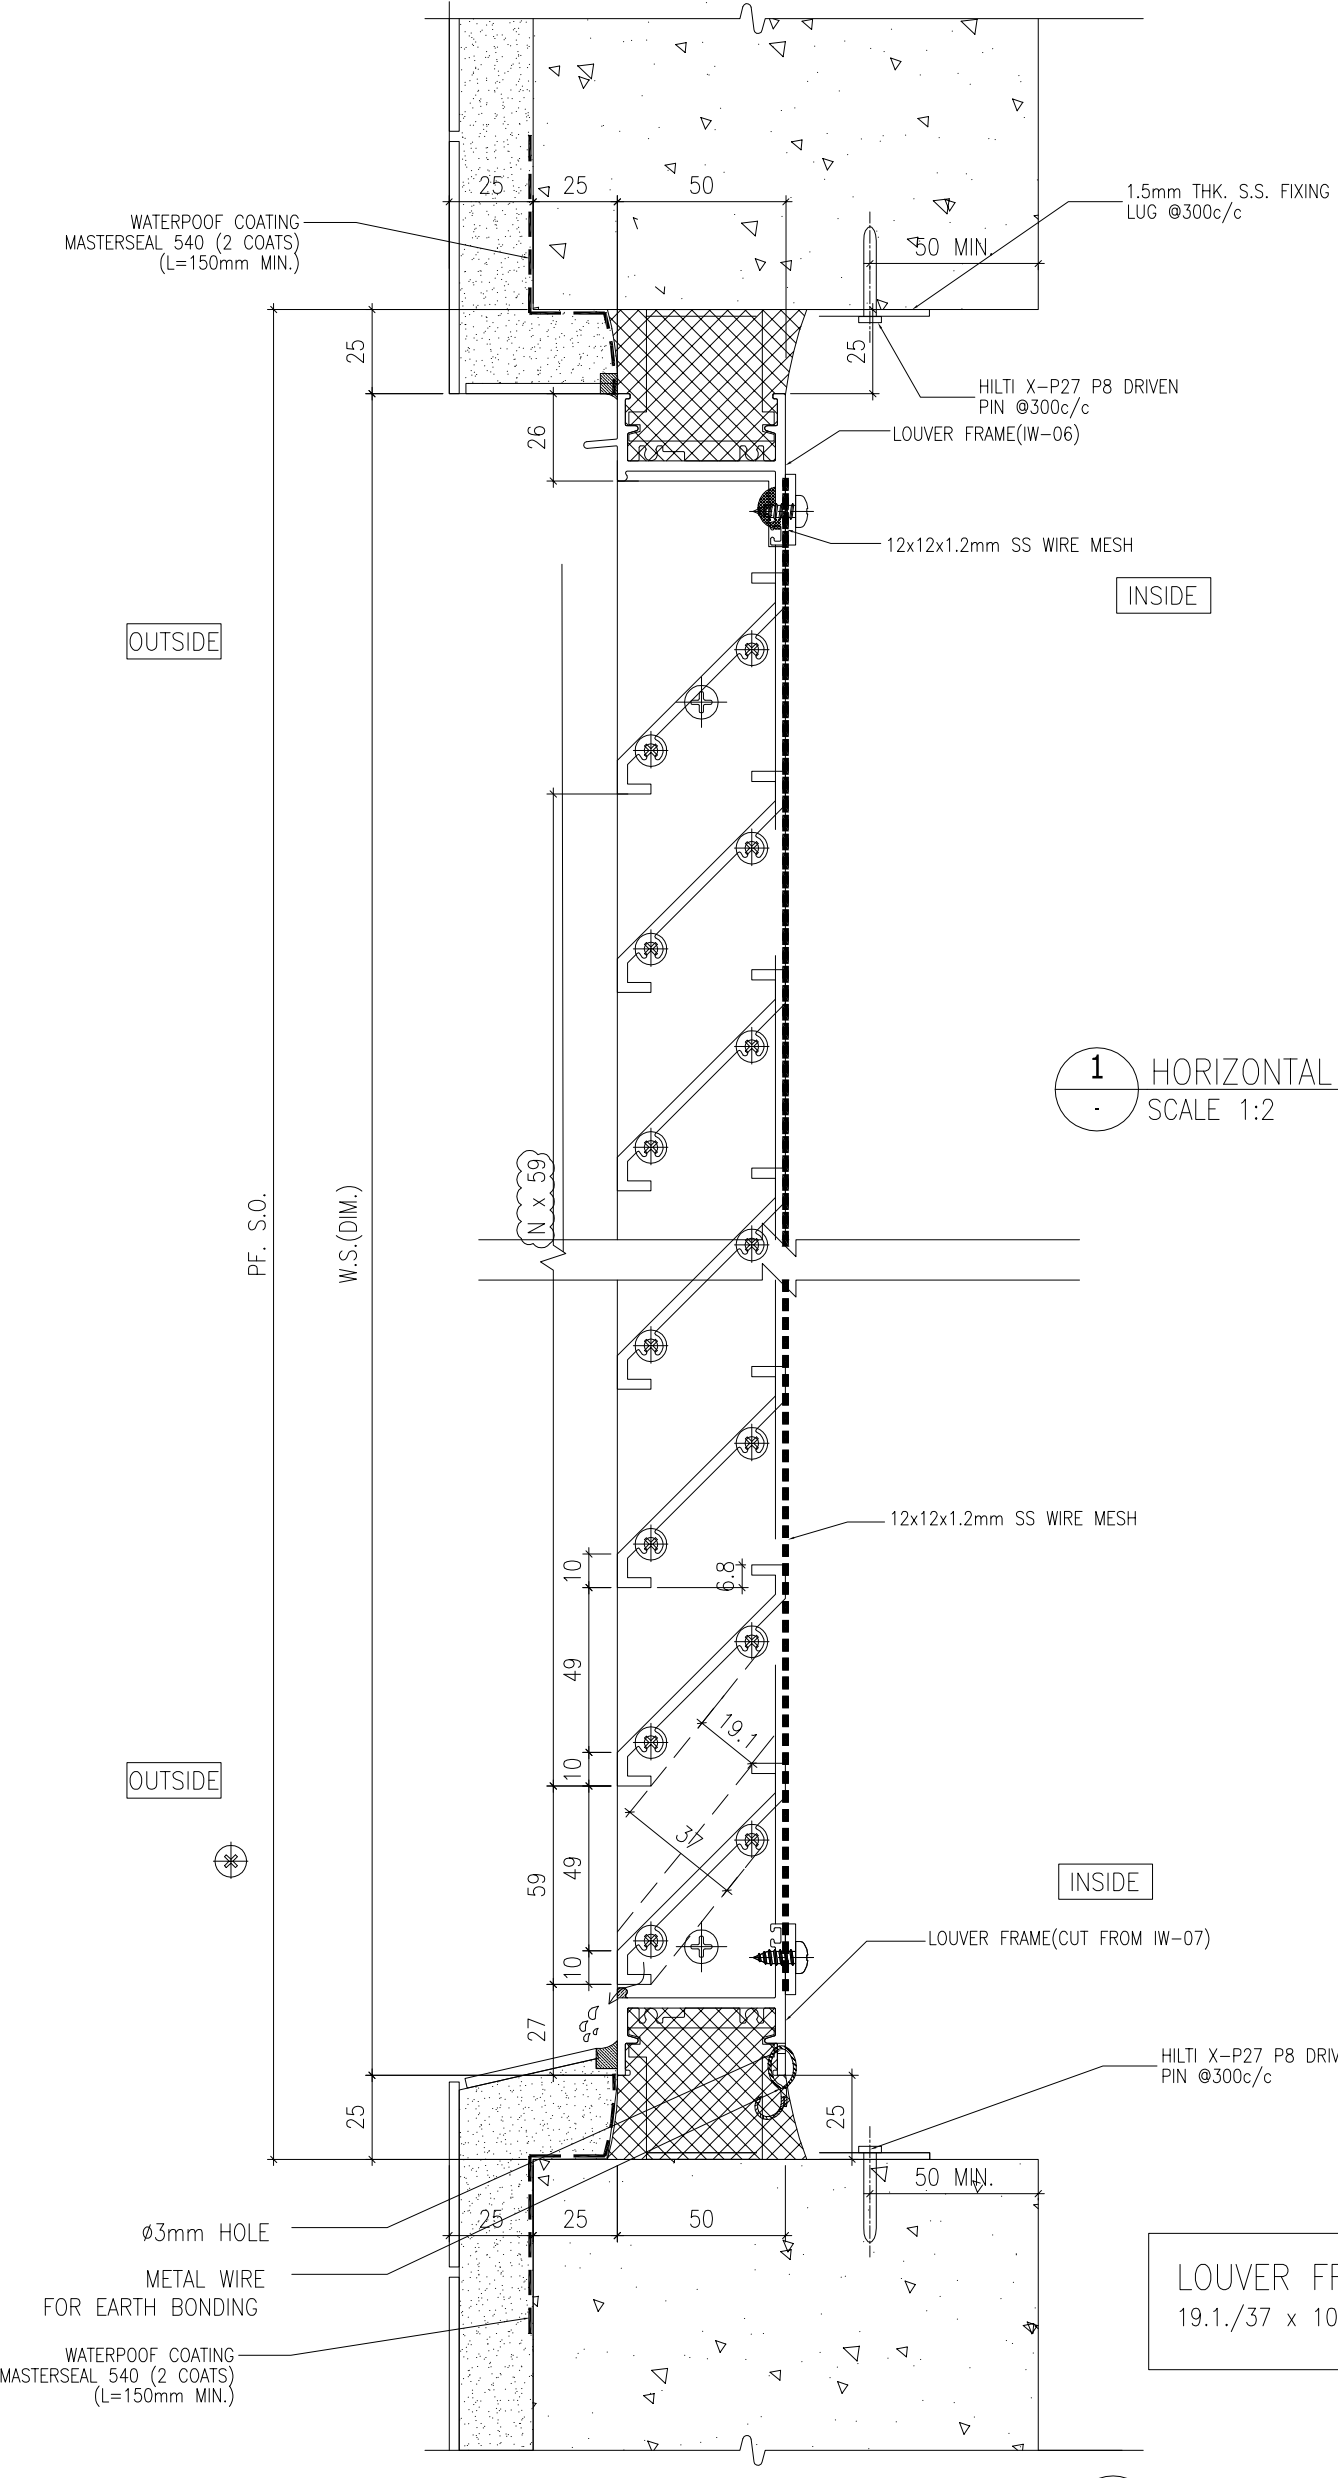 25
25
50
1.5mm THK. S.S. FIXING
LUG @300c/c
WATERPOOF COATING
MASTERSEAL 540 (2 COATS)
(L=150mm MIN.)
50 MIN.
25
25
HILTI X-P27 P8 DRIVEN
PIN @300c/c
LOUVER FRAME(IW-06)
26
12x12x1.2mm SS WIRE MESH
INSIDE
OUTSIDE
1
HORIZONTAL
-
SCALE 1:2
N x 59
PF. S.O.
W.S.(DIM.)
12x12x1.2mm SS WIRE MESH
10
6.8
49
19.1
10
OUTSIDE
37
59
49
INSIDE
LOUVER FRAME(CUT FROM IW-07)
10
27
HILTI X-P27 P8 DRIV
PIN @300c/c
25
25
50 MIN.
25
25
50
ø3mm HOLE
METAL WIRE
FOR EARTH BONDING
LOUVER FR
19.1./37 x 10
WATERPOOF COATING
MASTERSEAL 540 (2 COATS)
(L=150mm MIN.)